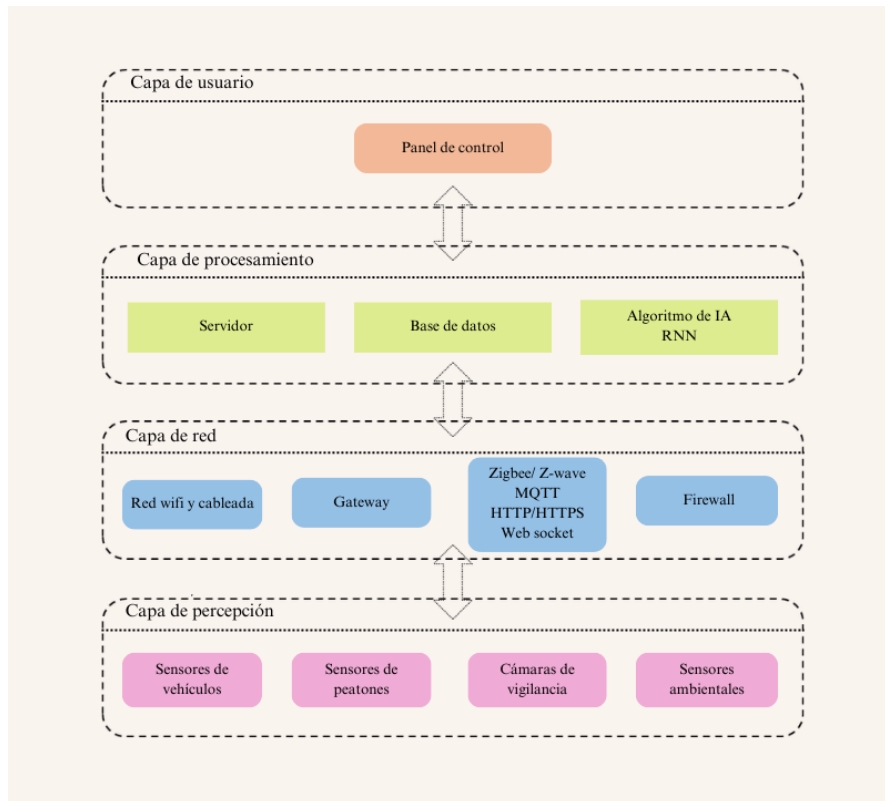 Capa de usuario
Panel de control
Capa de procesamiento
Servidor
Base de datos
Algoritmo de IA
RNN
Capa de red
Red wifi y cableada
Gateway
Zigbee/ Z-wave
MQTT
HTTP/HTTPS
Web socket
Firewall
Capa de percepción
Sensores de
vehículos
Sensores de
peatones
Cámaras de
vigilancia
Sensores
ambientales